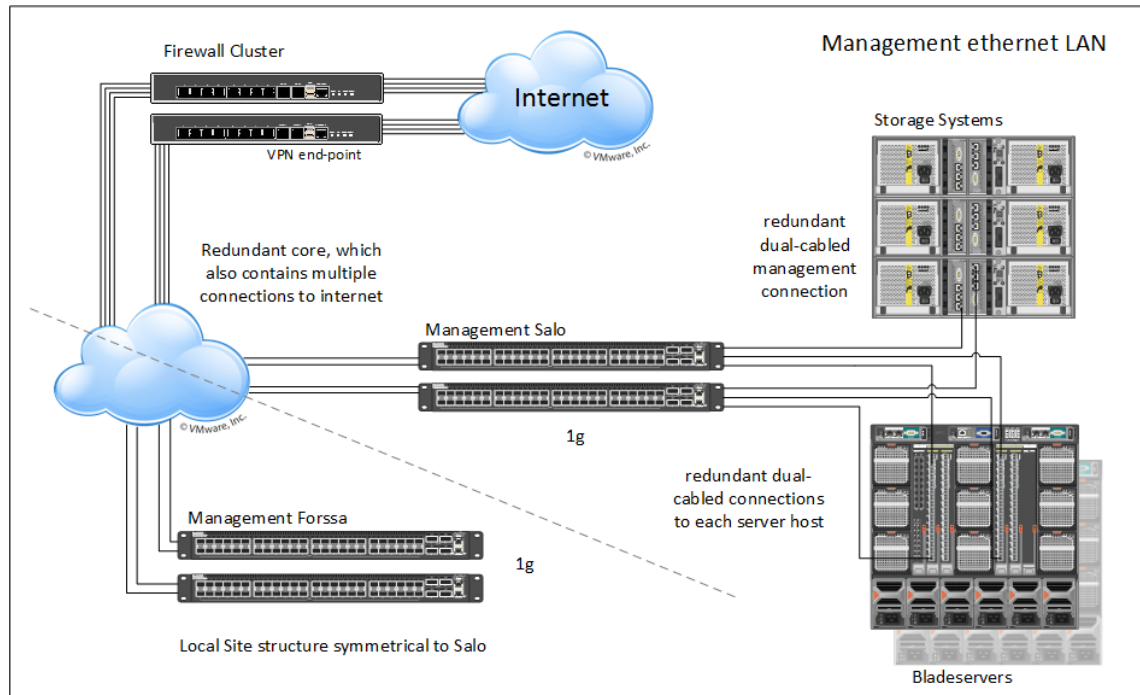 Management ethernet LAN
Firewall Cluster
Internet
© VMware, Inc.
VPN end-point
Storage Systems
redundant
dual-cabled
management
connection
Redundant core, which
also contains multiple
connections to internet
Management Salo
© VMware, Inc.
1g
redundant dual-
cabled connections
to each server host
Management Forssa
1g
Local Site structure symmetrical to Salo
Bladeservers